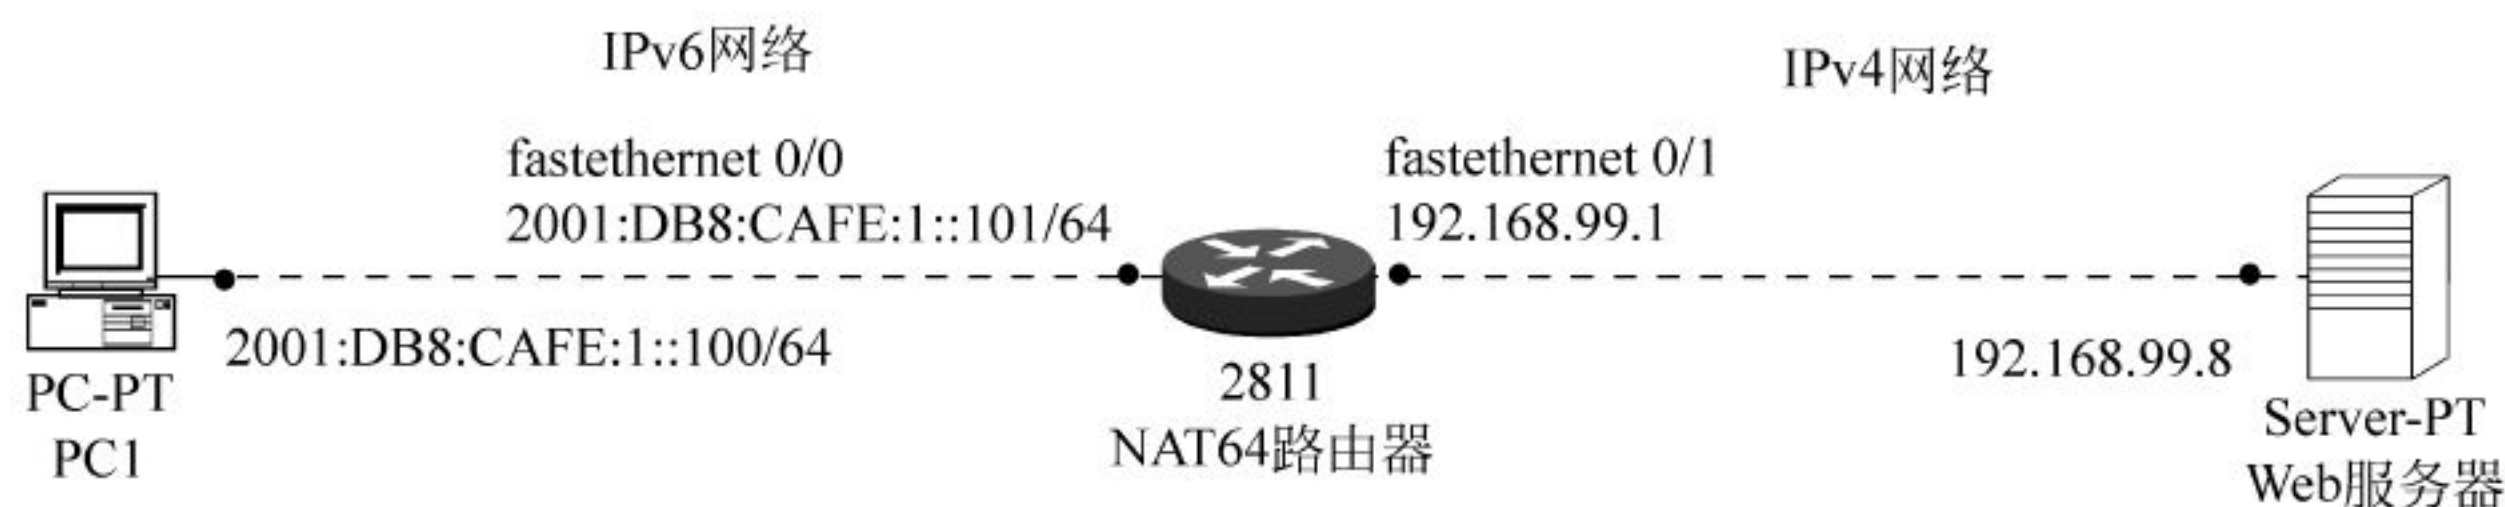 IPv6网络
IPv4网络
fastethernet 0/0
2001:DB8:CAFE:1::101/64
fastethernet 0/1
192.168.99.1
2001:DB8:CAFE:1::100/64
192.168.99.8
PC-PT
PC1
2811
NAT64路由器
Server-PT
Web服务器